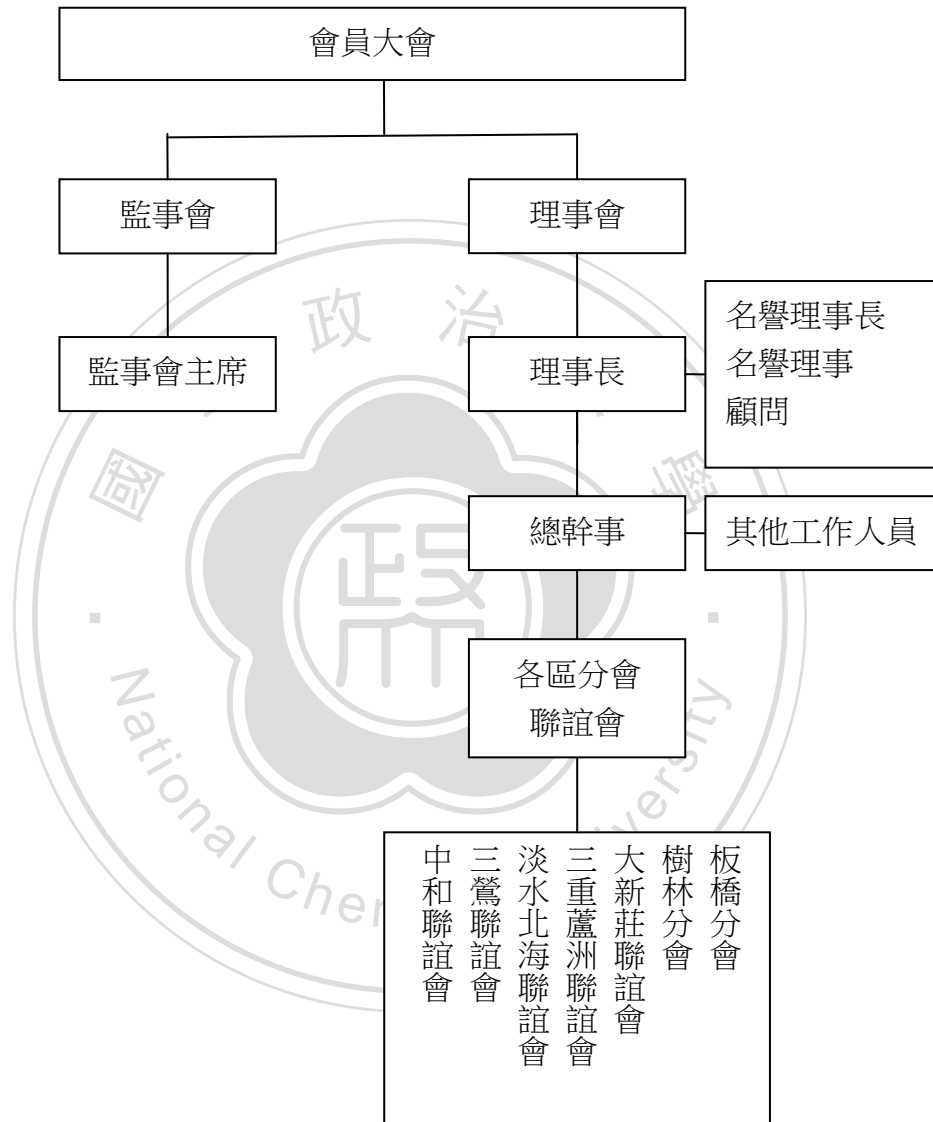 會員大會
監事會
理事會
監事會主席
理事長
名譽理事長
名譽理事
顧問
總幹事
其他工作人員
各區分會
聯誼會
板橋分會
樹林分會
大新莊聯誼會
三重蘆洲聯誼會
淡水北海聯誼會
三鶯聯誼會
中和聯誼會
政治
國
學
National Che
iversity